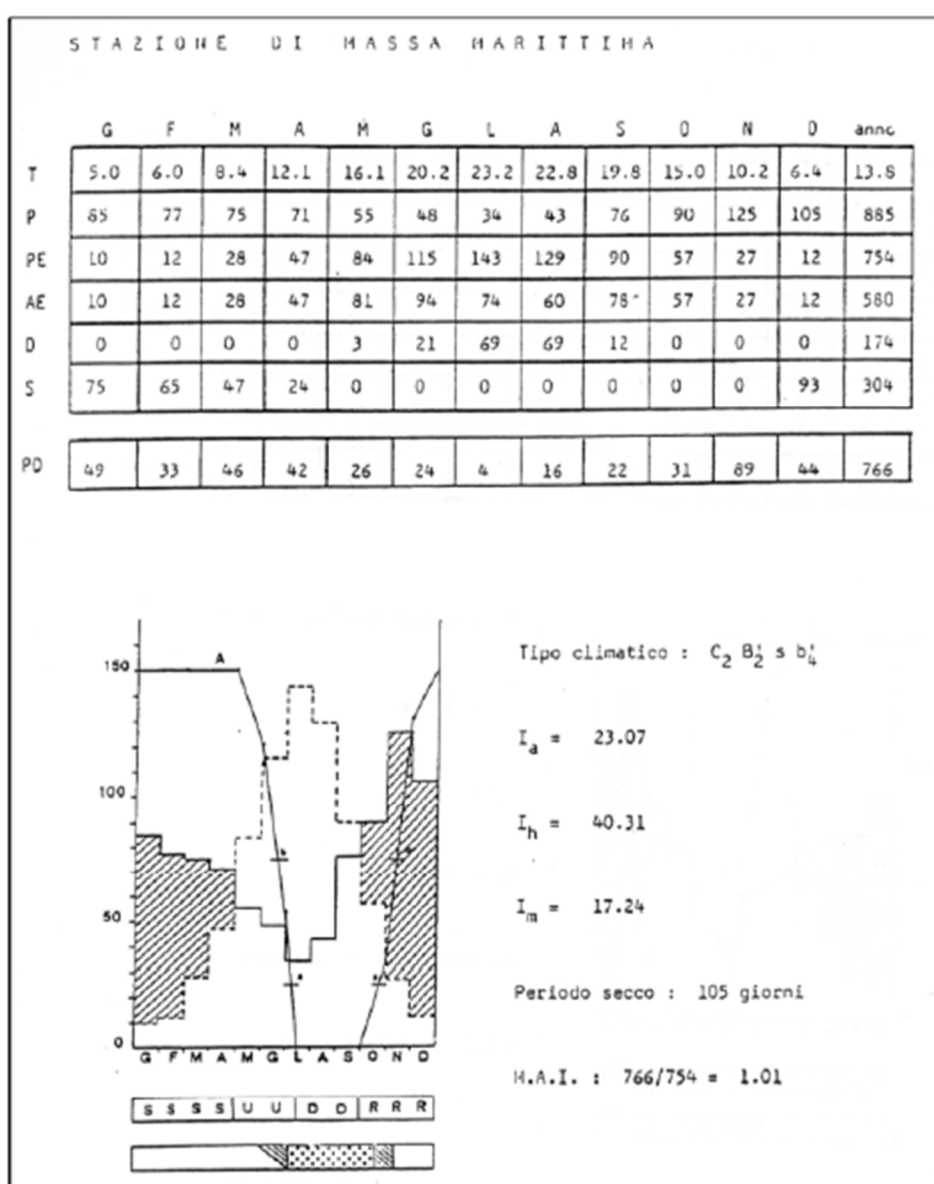 STAZIONE DI MASSA MARITTIMA
G F M A M G L A S O N D anno
T 5.0 6.0 8.4 12.1 16.1 20.2 23.2 22.8 19.8 15.0 10.2 6.4 13.8
P 85 77 75 71 55 48 34 43 76 90 125 105 885
PE 10 12 28 47 84 115 143 129 90 57 27 12 754
AE 10 12 28 47 81 94 74 60 78 57 27 12 580
D 0 0 0 0 3 21 69 69 12 0 0 0 174
S 75 65 47 24 0 0 0 0 0 0 0 93 304
PD 49 33 46 42 26 24 4 16 22 31 89 44 766
A
150
100
50
0
G F M A M G L A S O N D
S S S S U U D D R R R
Tipo climatico : C₂ B₂' s b₄'
Iₐ = 23.07
Iₕ = 40.31
Iₘ = 17.24
Periodo secco : 105 giorni
M.A.I. : 766/754 = 1.01